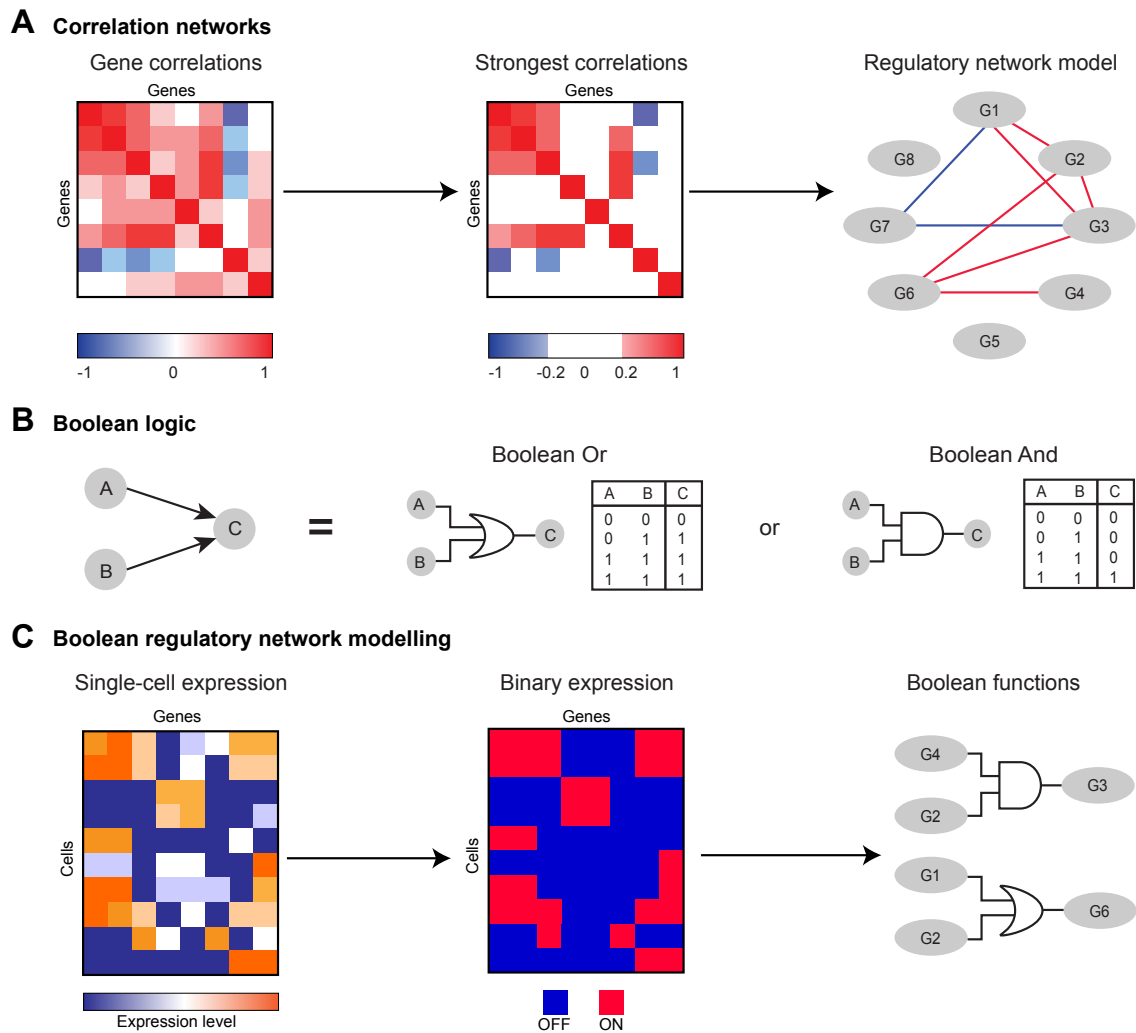 A Correlation networks
Gene correlations
Genes
Genes
-1 0 1
Strongest correlations
Genes
Genes
-1 -0.2 0 0.2 1
Regulatory network model
G1
G8
G2
G7
G3
G6
G4
G5
B Boolean logic
A
B
C
=
Boolean Or
A
B
C
A B C
0 0 0
0 1 1
1 1 1
1 1 1
or
Boolean And
A
B
C
A B C
0 0 0
0 1 0
1 1 0
1 1 1
C Boolean regulatory network modelling
Single-cell expression
Genes
Cells
Expression level
Binary expression
Genes
Cells
OFF ON
Boolean functions
G4
G2
G3
G1
G2
G6